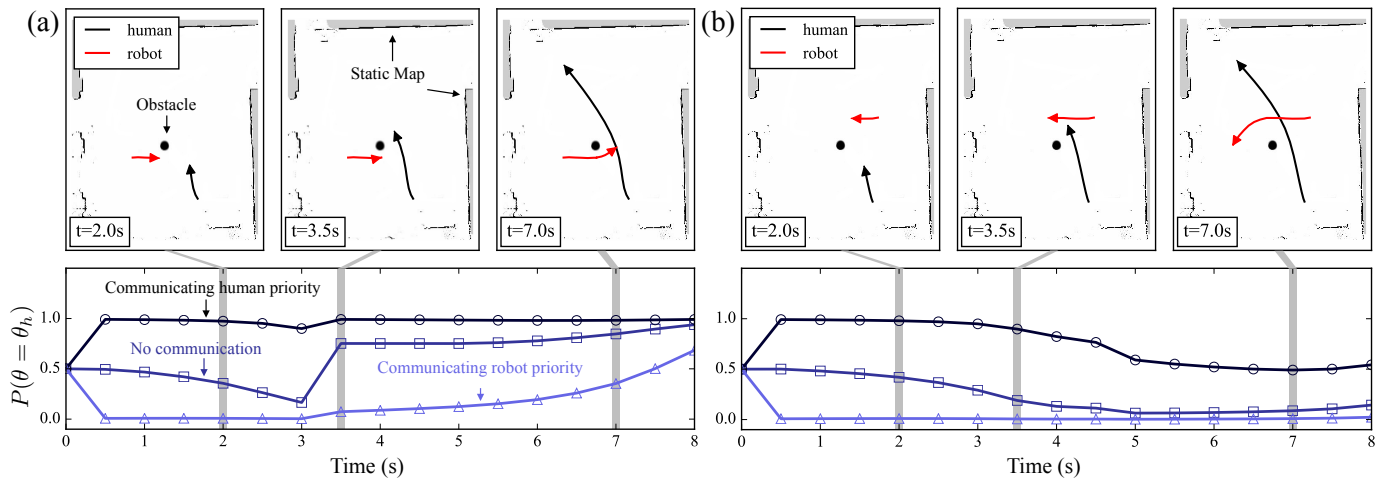 (a)
human
robot
Obstacle
t=2.0s
Static Map
t=3.5s
t=7.0s
(b)
human
robot
t=2.0s
t=3.5s
t=7.0s
P(θ = θ_h)
1.0
0.5
0.0
Communicating human priority
No communication
Communicating robot priority
0 1 2 3 4 5 6 7 8
Time (s)
1.0
0.5
0.0
0 1 2 3 4 5 6 7 8
Time (s)